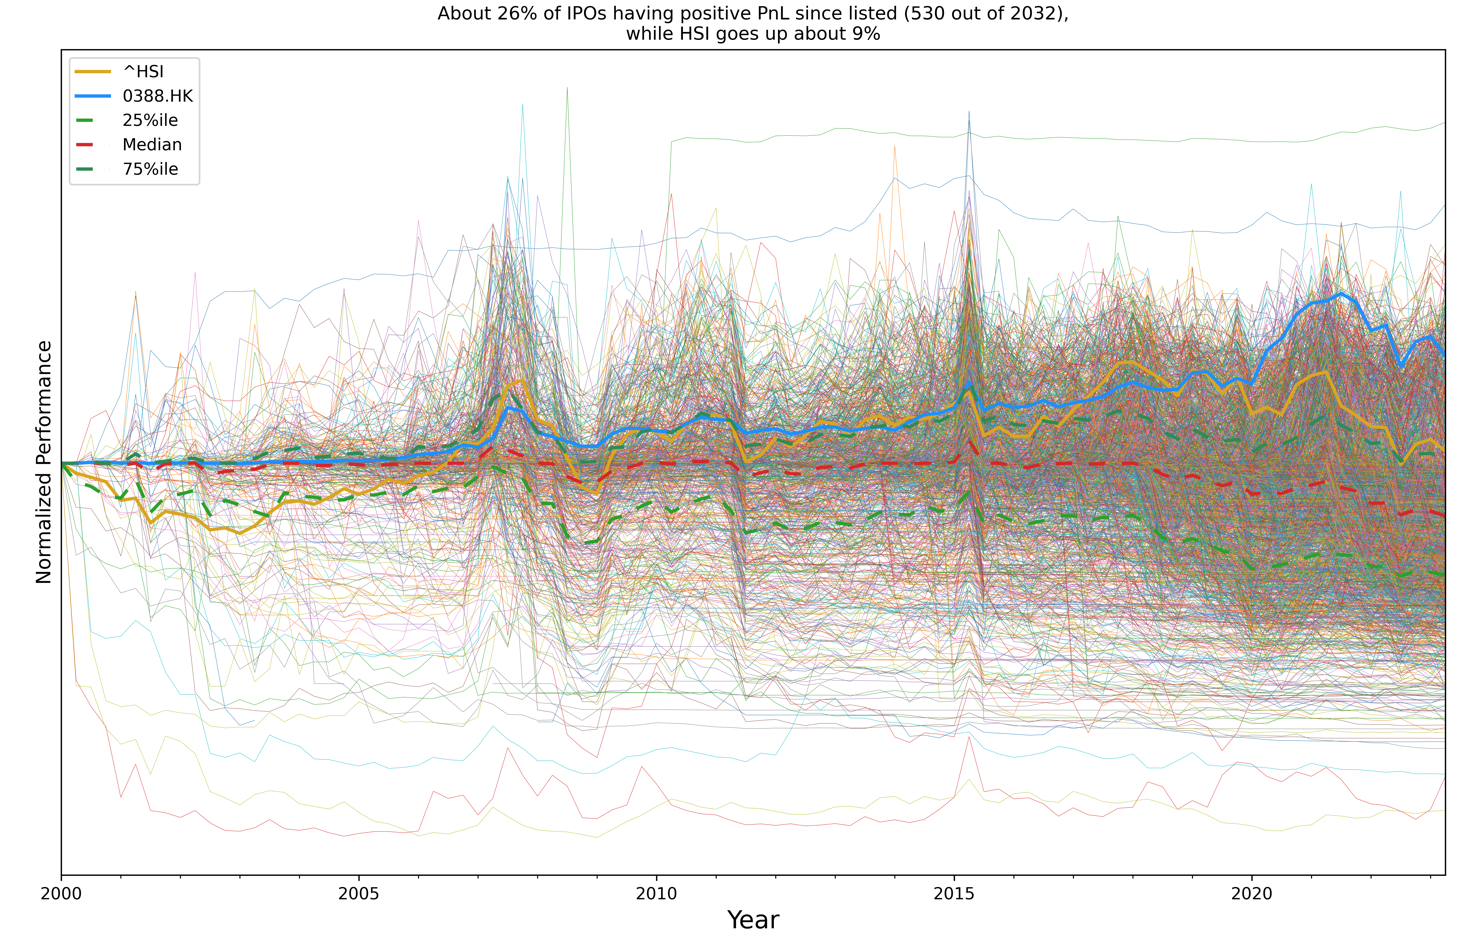 About 26% of IPOs having positive PnL since listed (530 out of 2032),
while HSI goes up about 9%
^HSI
0388.HK
25%ile
Median
75%ile
Normalized Performance
2000
2005
2010
2015
2020
Year